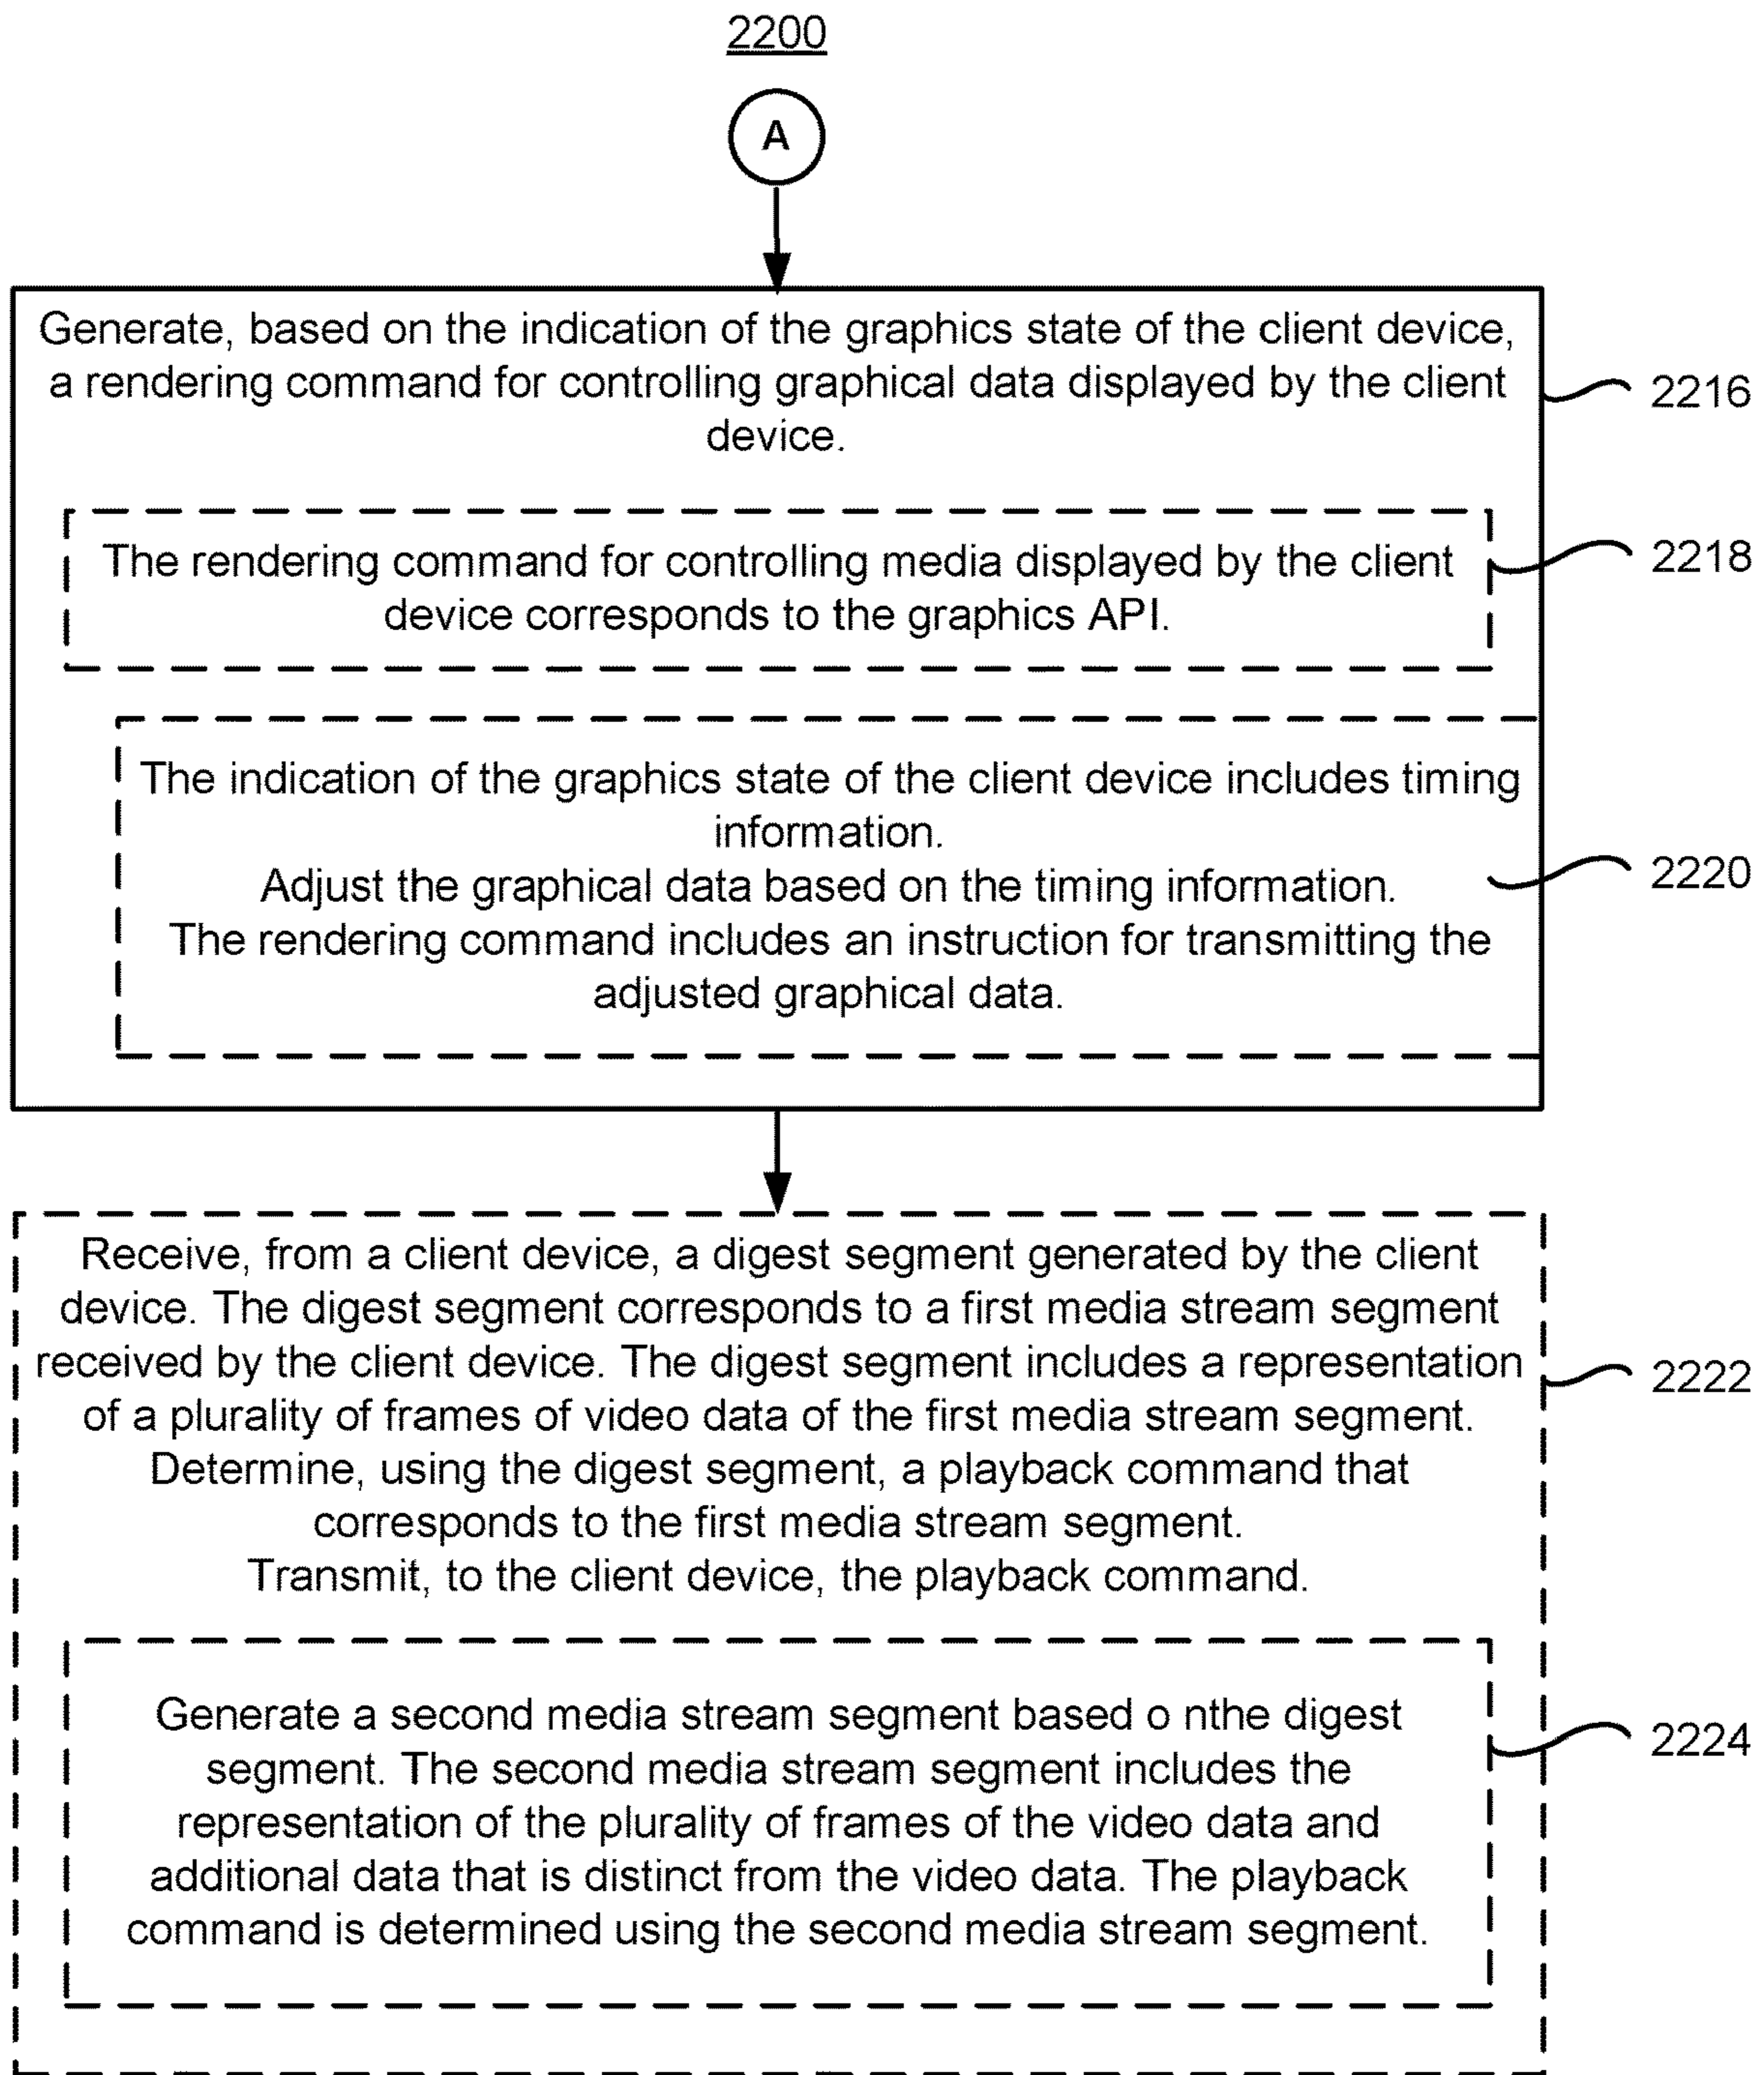 2200
A
Generate, based on the indication of the graphics state of the client device,
a rendering command for controlling graphical data displayed by the client
device.
2216
The rendering command for controlling media displayed by the client
device corresponds to the graphics API.
2218
The indication of the graphics state of the client device includes timing
information.
Adjust the graphical data based on the timing information.
The rendering command includes an instruction for transmitting the
adjusted graphical data.
2220
Receive, from a client device, a digest segment generated by the client
device. The digest segment corresponds to a first media stream segment
received by the client device. The digest segment includes a representation
of a plurality of frames of video data of the first media stream segment.
Determine, using the digest segment, a playback command that
corresponds to the first media stream segment.
Transmit, to the client device, the playback command.
2222
Generate a second media stream segment based o nthe digest
segment. The second media stream segment includes the
representation of the plurality of frames of the video data and
additional data that is distinct from the video data. The playback
command is determined using the second media stream segment.
2224